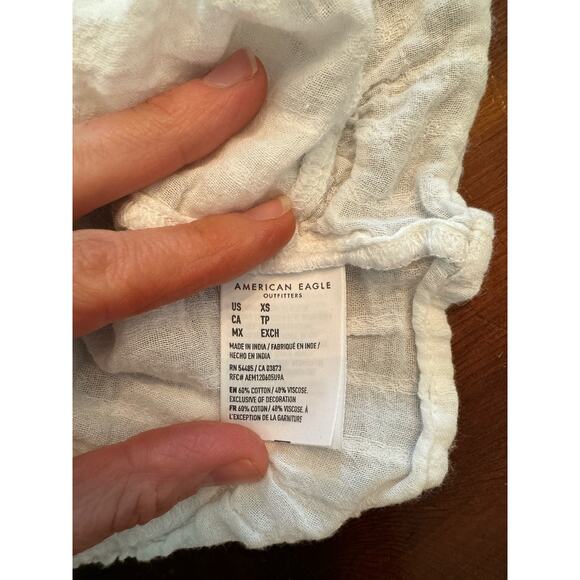 AMERICAN EAGLE
OUTFITTERS
US XS
CA TP
MX EXCH
MADE IN INDIA / FABRIQUÉ EN INDE /
HECHO EN INDIA
RN 54485 / CA 03873
RFC# AEM120605U9A
EN 60% COTTON / 40% VISCOSE.
EXCLUSIVE OF DECORATION
FR 60% COTON / 40% VISCOSE. À
L'EXCEPTION DE LA GARNITURE